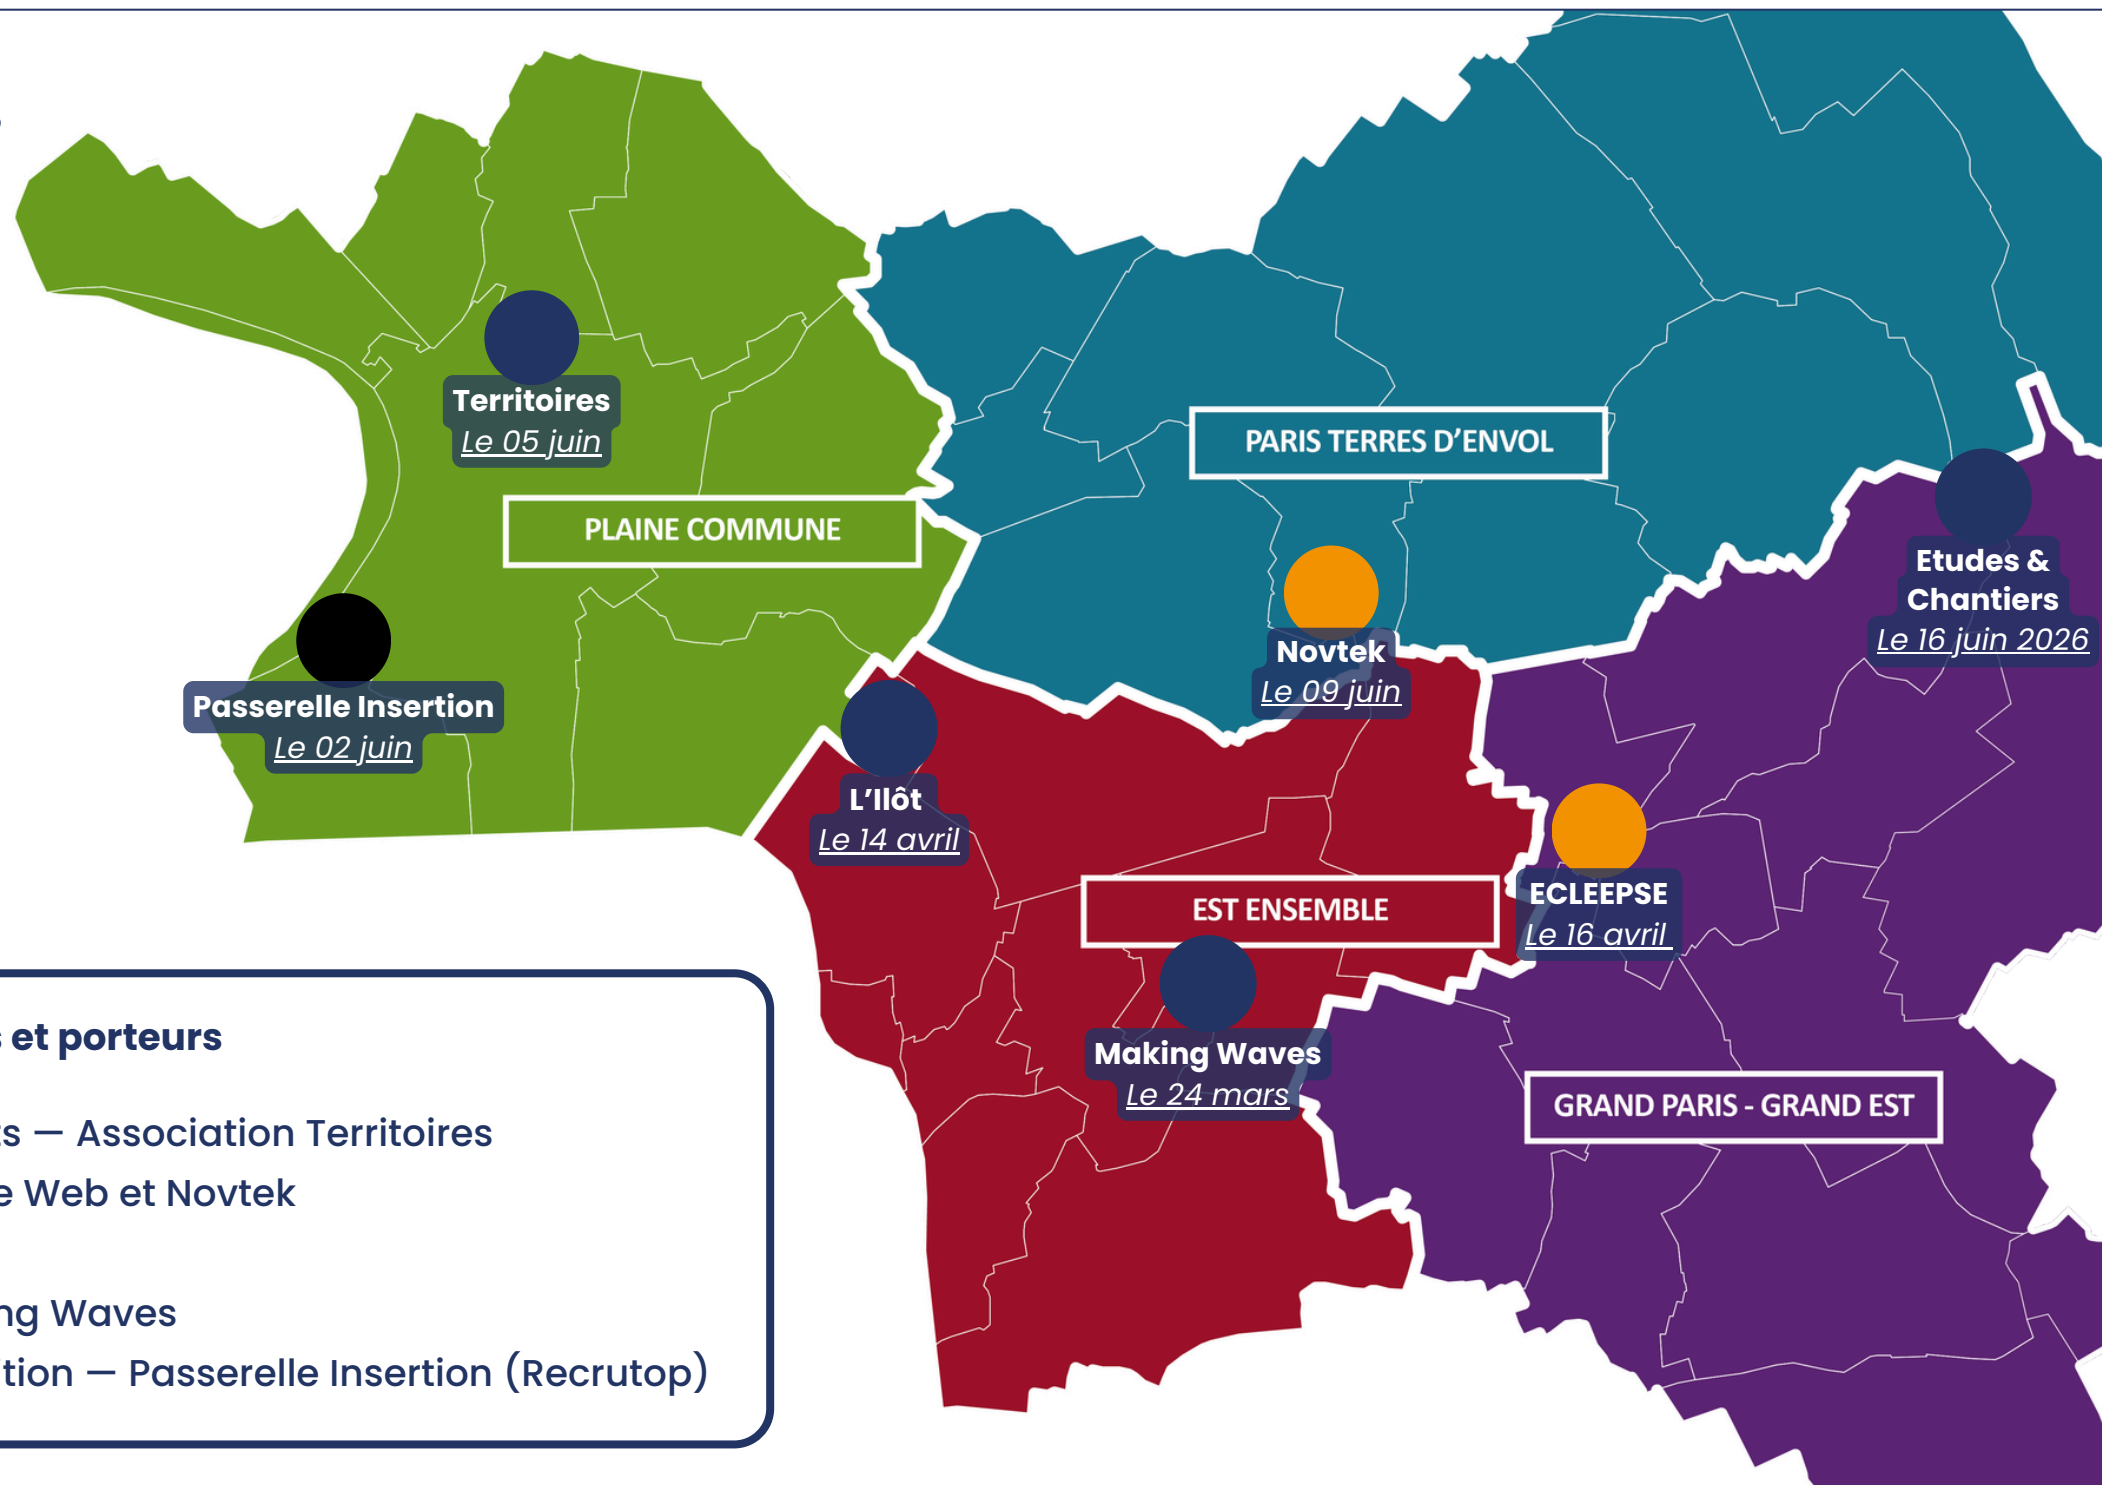 Territoires
Le 05 juin
PARIS TERRES D’ENVOL
PLAINE COMMUNE
Etudes &
Chantiers
Le 16 juin 2026
Novtek
Le 09 juin
Passerelle Insertion
Le 02 juin
L’Ilôt
Le 14 avril
EST ENSEMBLE
ECLEEPSE
Le 16 avril
Making Waves
Le 24 mars
GRAND PARIS - GRAND EST
et porteurs
— Association Territoires
Web et Novtek
Waves
— Passerelle Insertion (Recrutop)